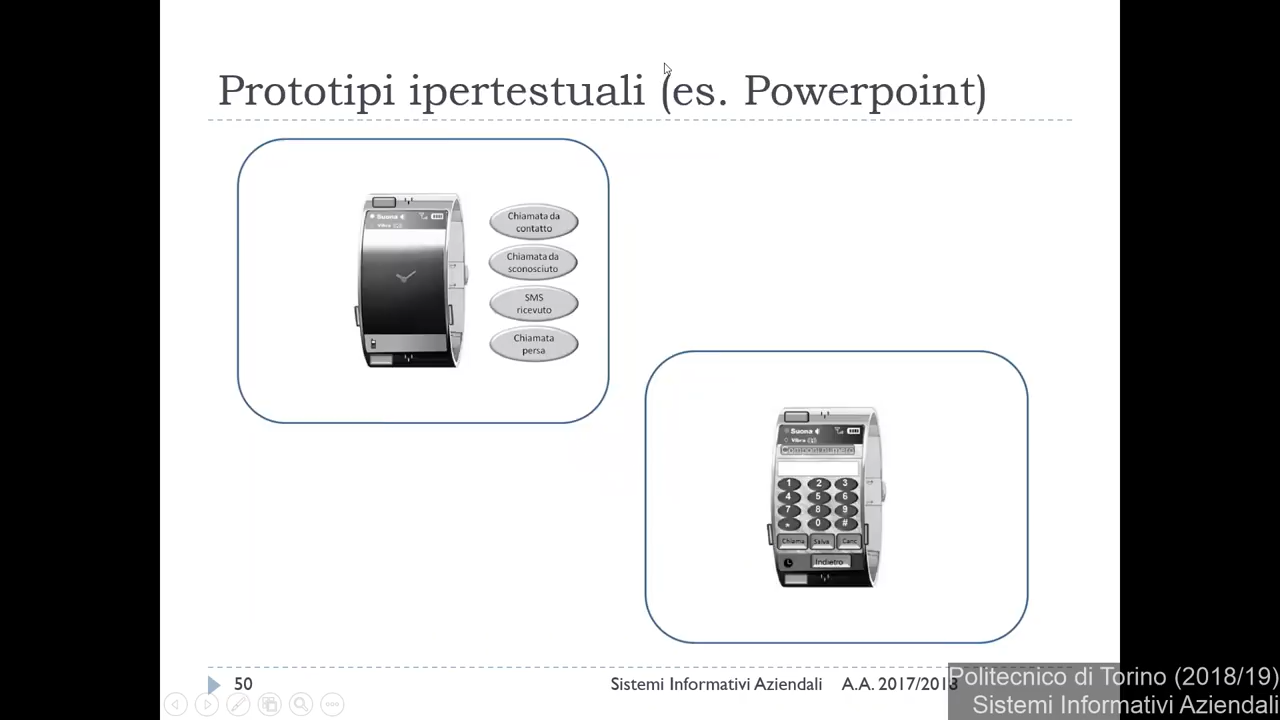 Prototipi ipertestuali (es. Powerpoint)
Suona
Vibra
Chiamata da
contatto
Chiamata da
sconosciuto
SMS
ricevuto
Chiamata
persa
Suona
Vibra
Componi numero
1 2 3
4 5 6
7 8 9
* 0 #
Chiama Salva Canc
Indietro
50
Sistemi Informativi Aziendali A.A. 2017/2018
Politecnico di Torino (2018/19)
Sistemi Informativi Aziendali